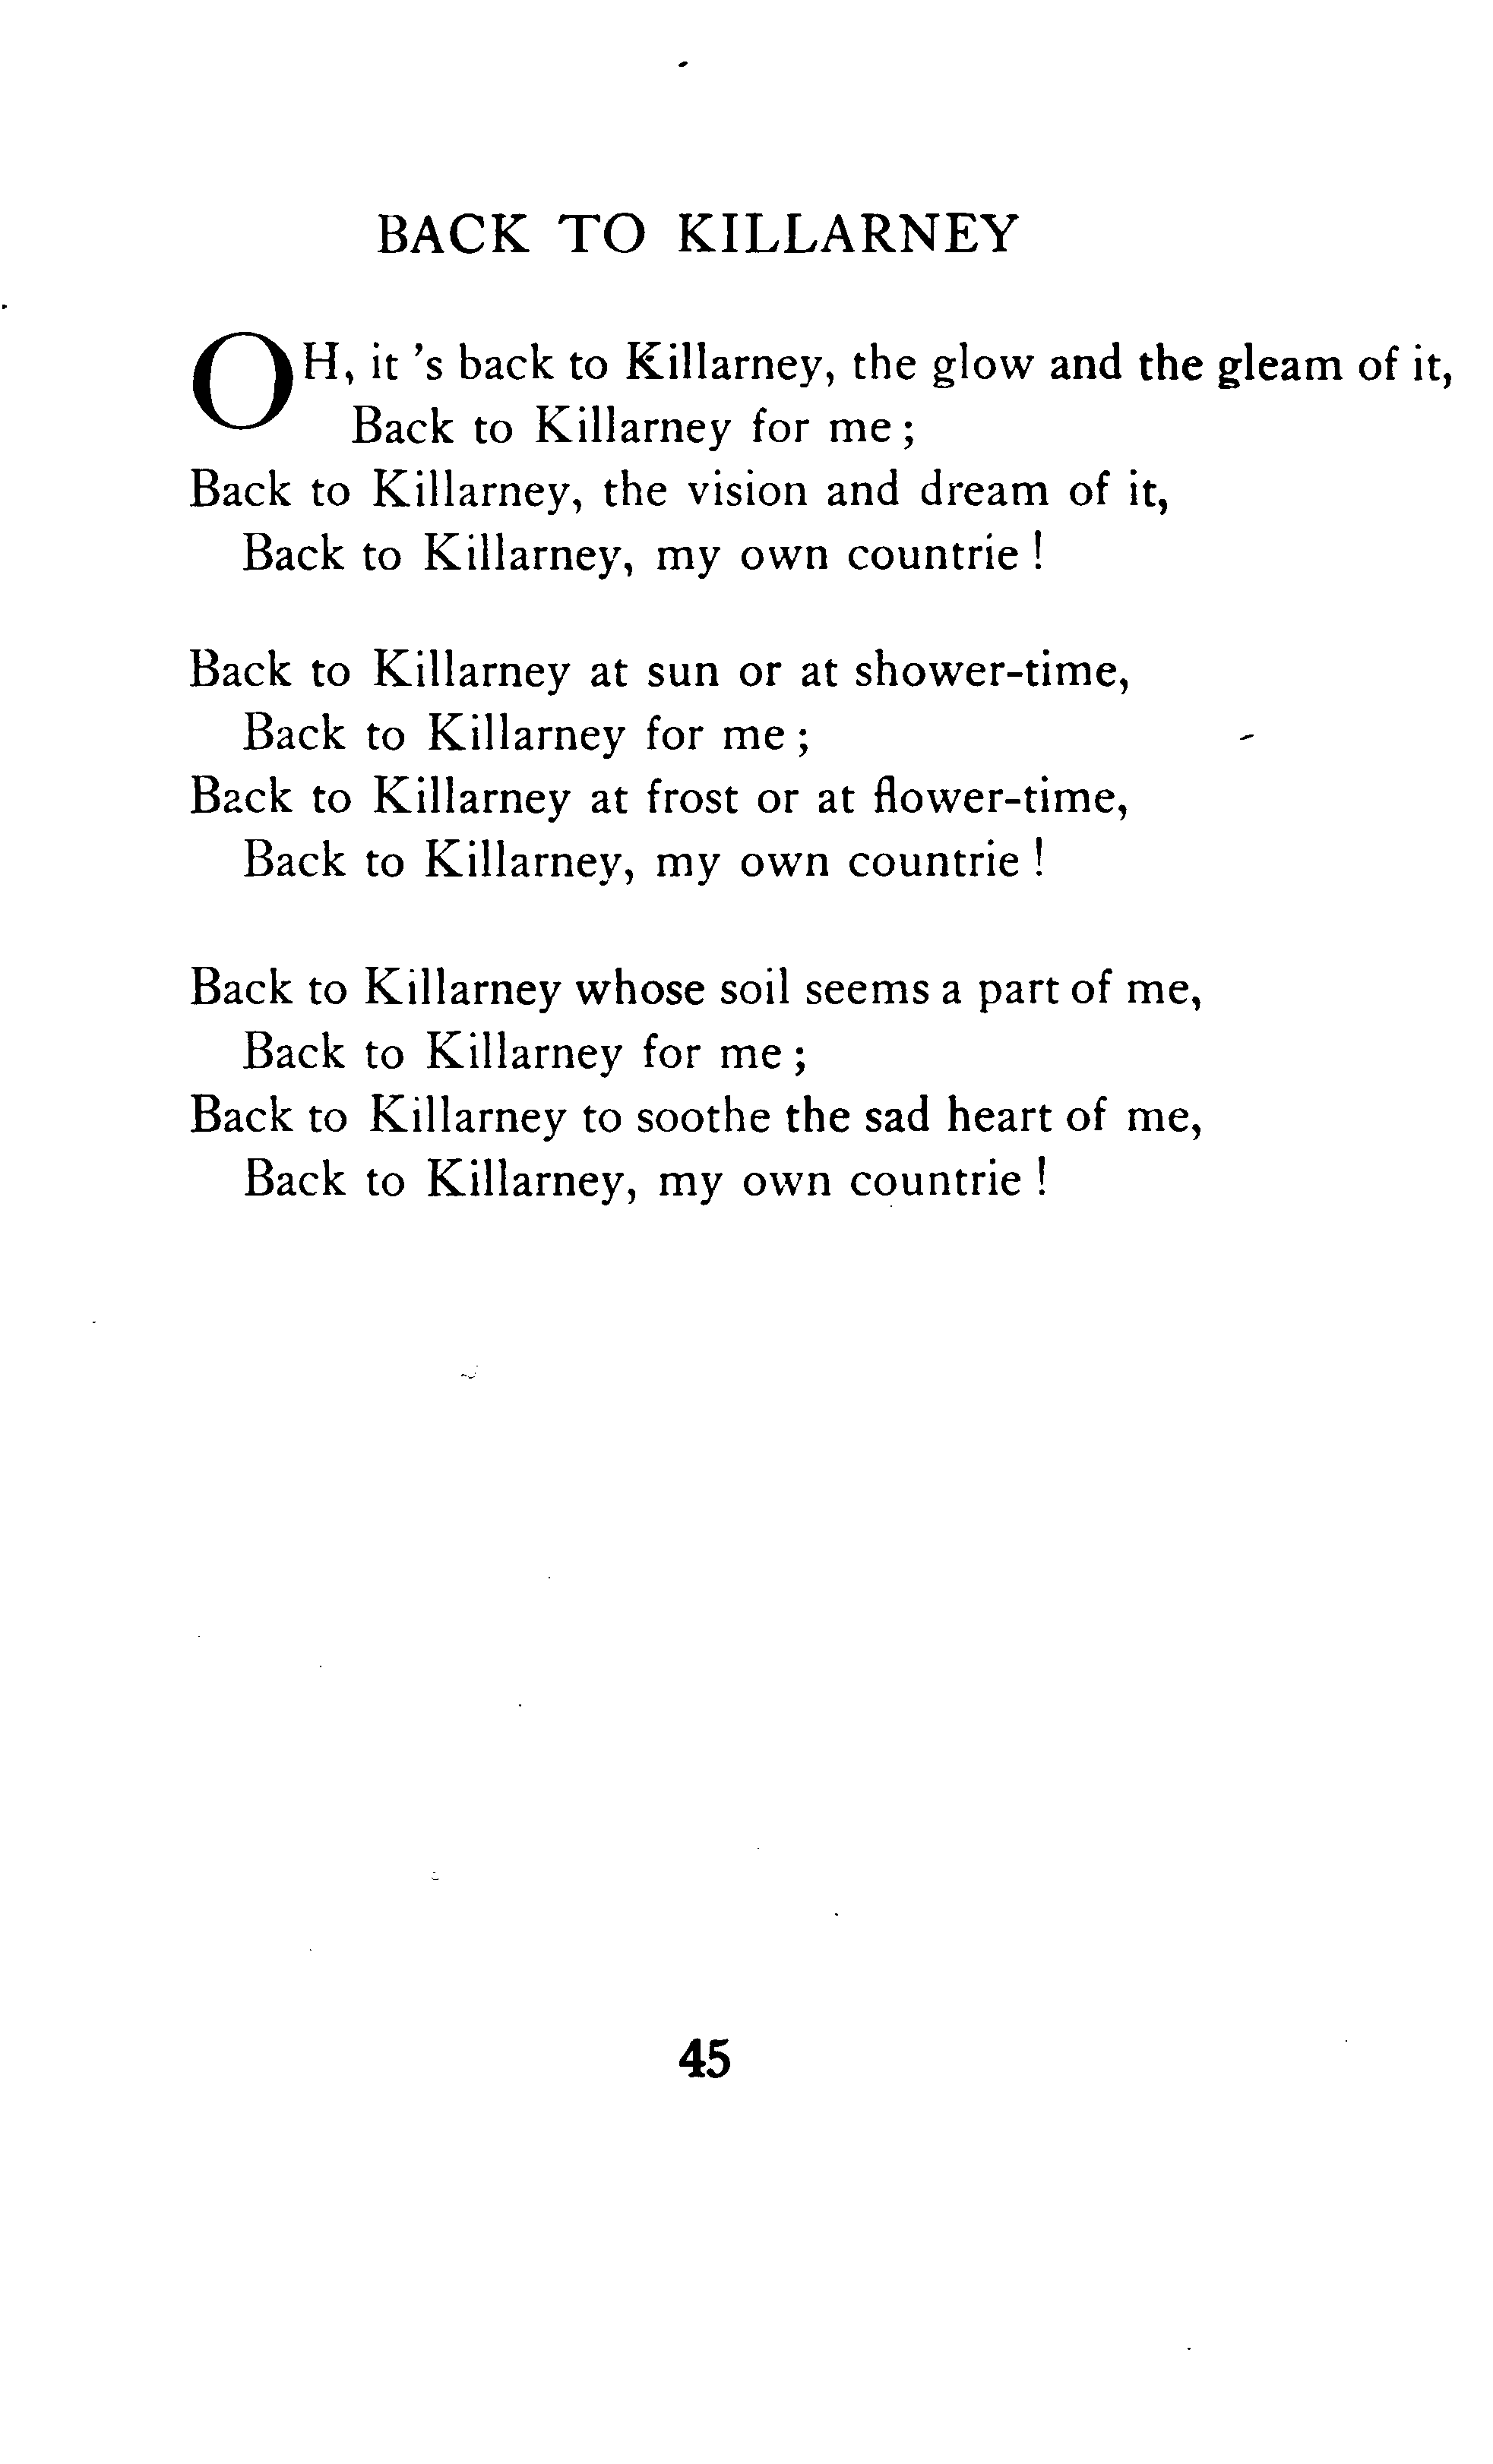 BACK TO KILLARNEY
OH, it 's back to Killarney, the glow and the gleam of it,
Back to Killarney for me ;
Back to Killarney, the vision and dream of it,
Back to Killarney, my own countrie !
Back to Killarney at sun or at shower-time,
Back to Killarney for me ;
Back to Killarney at frost or at flower-time,
Back to Killarney, my own countrie !
Back to Killarney whose soil seems a part of me,
Back to Killarney for me ;
Back to Killarney to soothe the sad heart of me,
Back to Killarney, my own countrie !
45